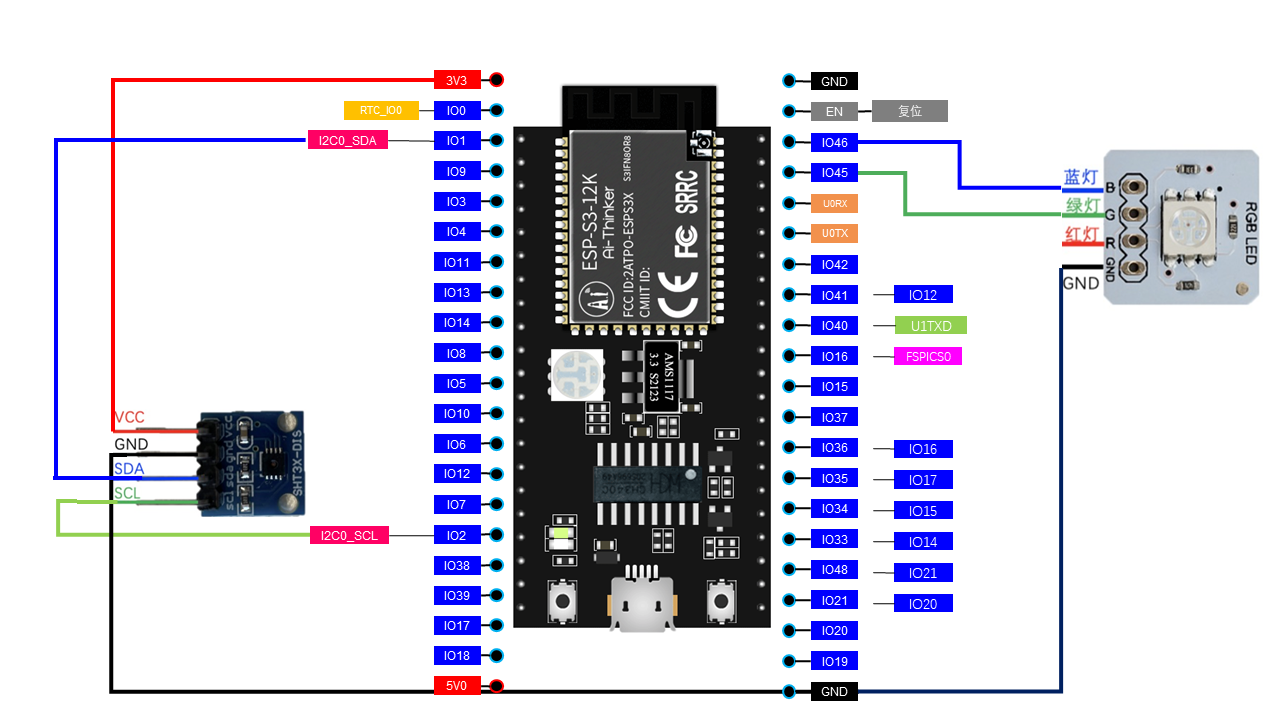 3V3
RTC_IO0
IO0
I2C0_SDA
IO1
IO9
IO3
IO4
IO11
IO13
IO14
IO8
IO5
IO10
IO6
IO12
IO7
I2C0_SCL
IO2
IO38
IO39
IO17
IO18
5V0
VCC
GND
SDA
SCL
vcc
gnd
sda
scl
SHT3X-DIS
ESP-S3-12K
Ai-Thinker
S3IFN8OR8
FCC ID:2ATPO-ESPS3X
CMIIT ID:
SRRC
FC
CE
Ai
AMS1117
3.3 S2123
CH340C
GND
EN
复位
IO46
IO45
U0RX
U0TX
IO42
IO41
IO12
IO40
U1TXD
IO16
FSPICS0
IO15
IO37
IO36
IO16
IO35
IO17
IO34
IO15
IO33
IO14
IO48
IO21
IO21
IO20
IO20
IO19
GND
蓝灯
绿灯
红灯
GND
B
G
R
GND
RGB LED